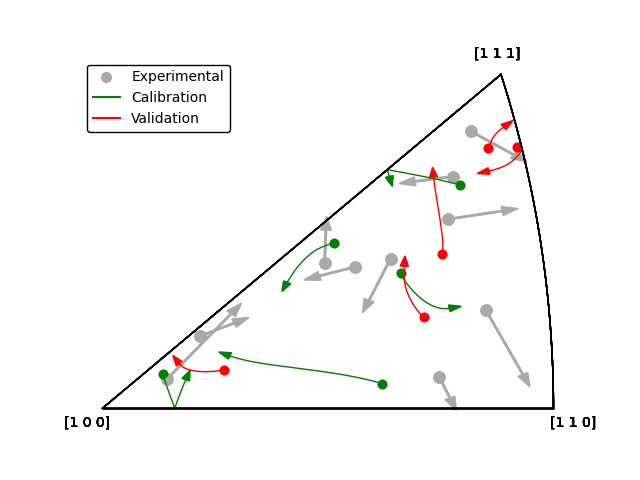 [1 1 1]
Experimental
Calibration
Validation
[1 0 0]
[1 1 0]